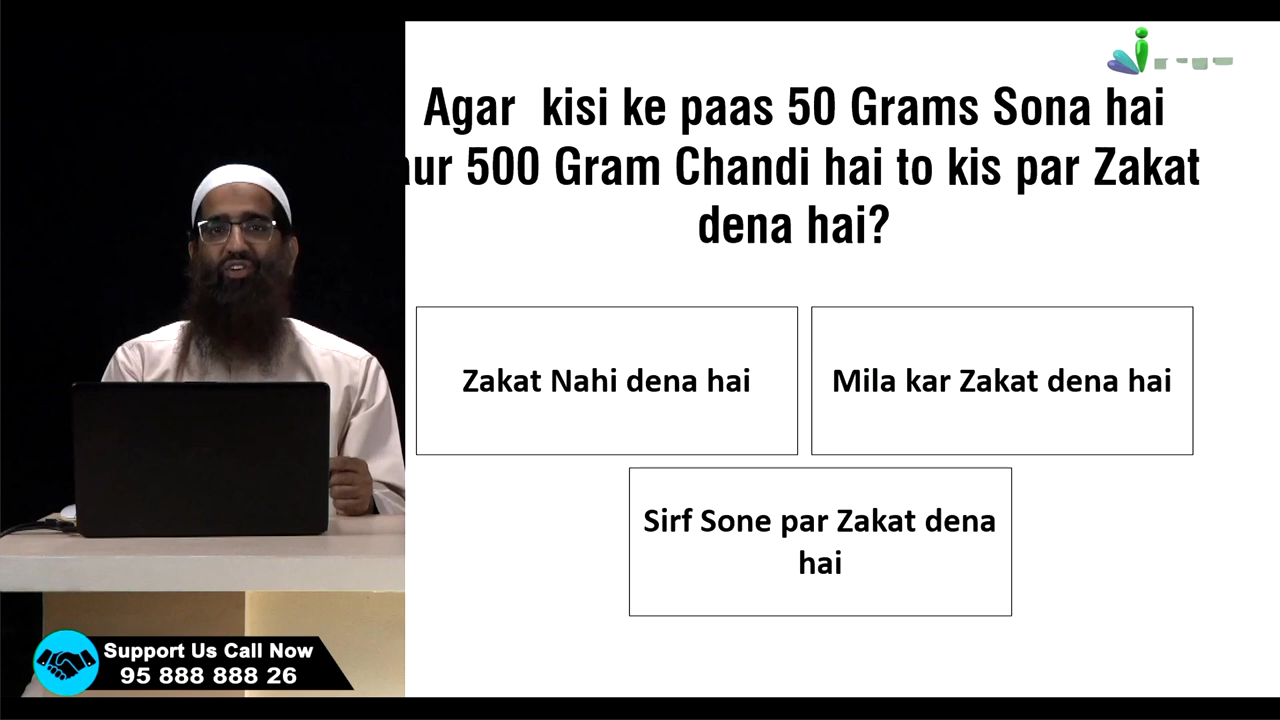 Agar kisi ke paas 50 Grams Sona hai
aur 500 Gram Chandi hai to kis par Zakat
dena hai?
Zakat Nahi dena hai
Mila kar Zakat dena hai
Sirf Sone par Zakat dena
hai
Support Us Call Now
95 888 888 26